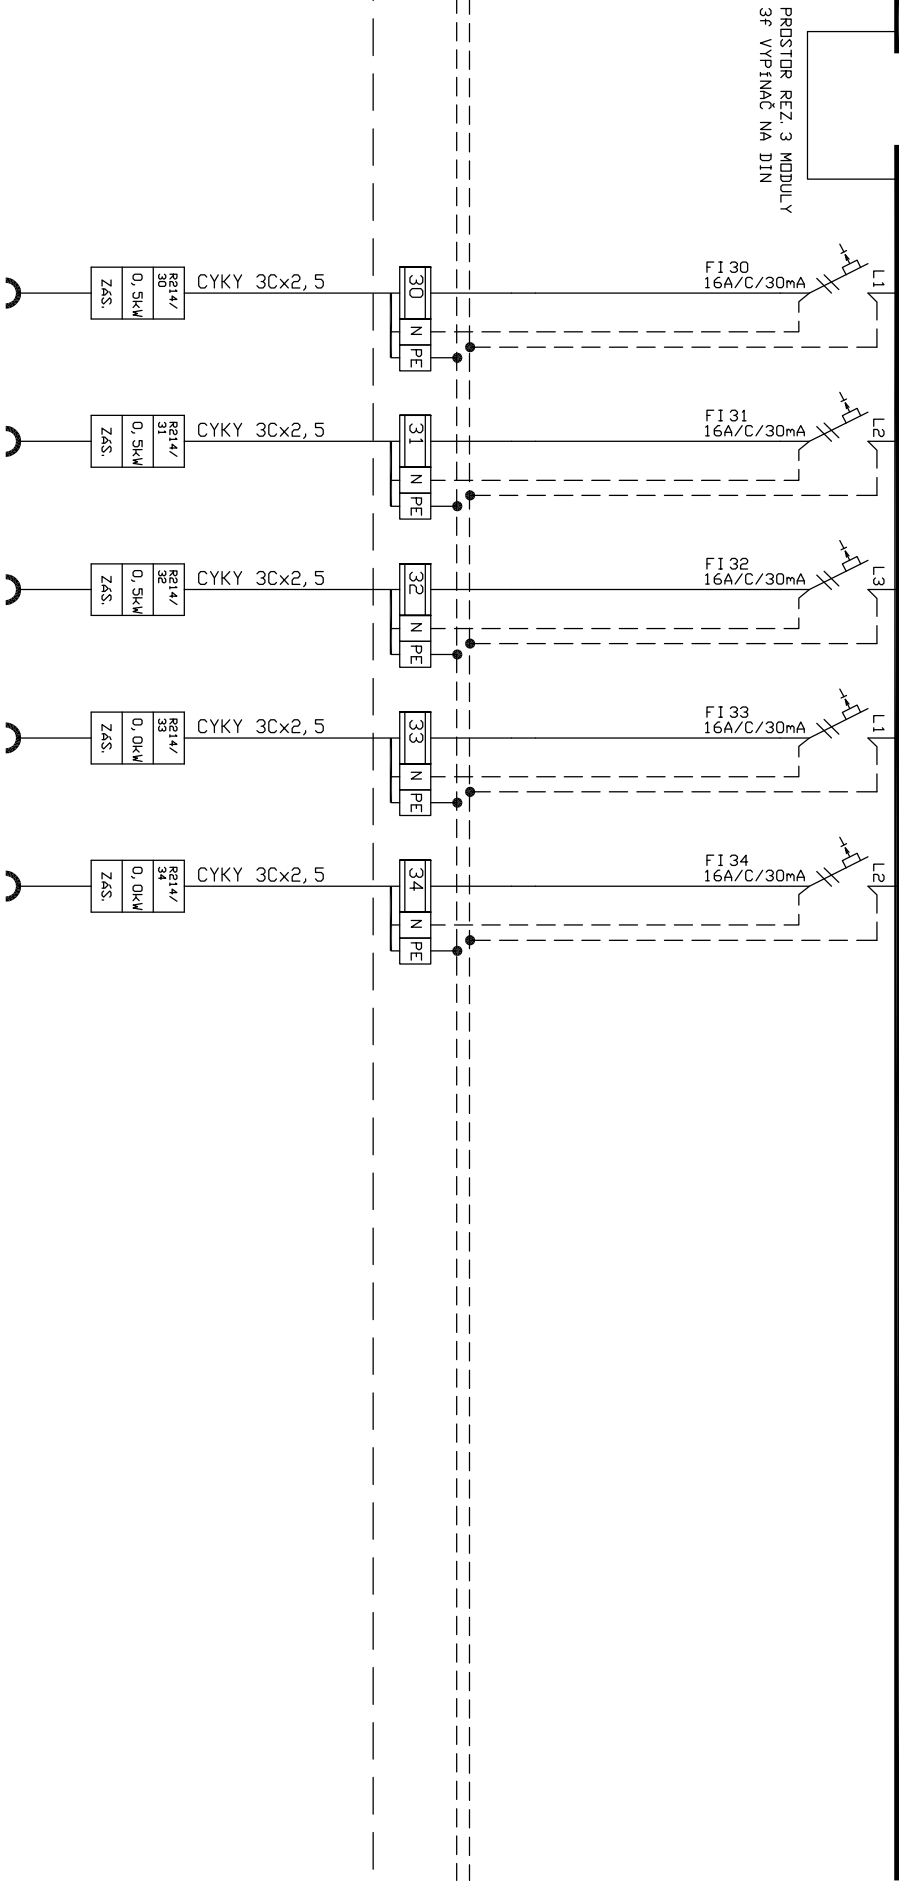 PROSTOR REZ. 3 MODULY
3f VYPÍNAČ NA DIN
L1
FI30
16A/C/30mA
30
N
PE
CYKY 3Cx2,5
R214/
30
0,5kW
ZÁS.
L2
FI31
16A/C/30mA
31
N
PE
CYKY 3Cx2,5
R214/
31
0,5kW
ZÁS.
L3
FI32
16A/C/30mA
32
N
PE
CYKY 3Cx2,5
R214/
32
0,5kW
ZÁS.
L1
FI33
16A/C/30mA
33
N
PE
CYKY 3Cx2,5
R214/
33
0,0kW
ZÁS.
L2
FI34
16A/C/30mA
34
N
PE
CYKY 3Cx2,5
R214/
34
0,0kW
ZÁS.